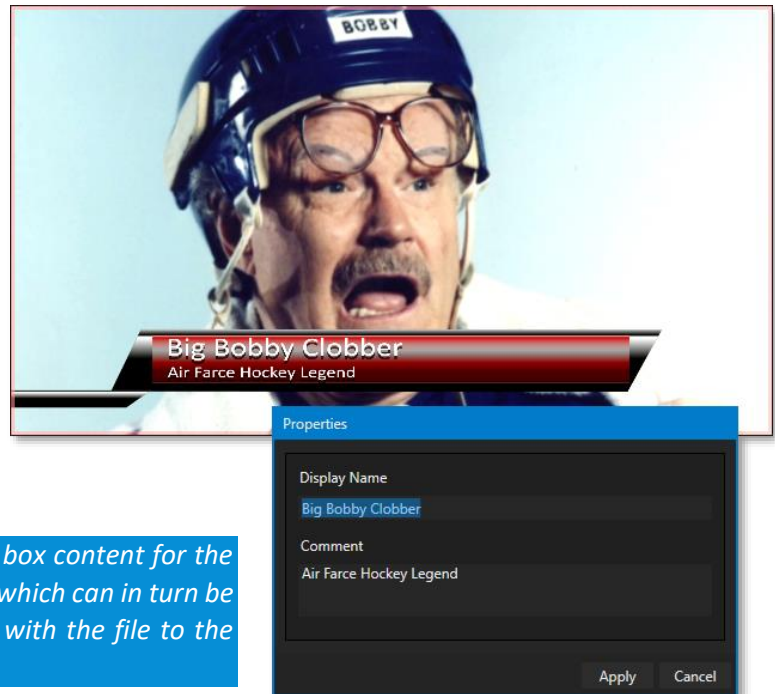 BOBBY
Big Bobby Clobber
Air Farce Hockey Legend
Properties
Display Name
Big Bobby Clobber
Comment
Air Farce Hockey Legend
Apply Cancel
box content for the
which can in turn be
with the file to the